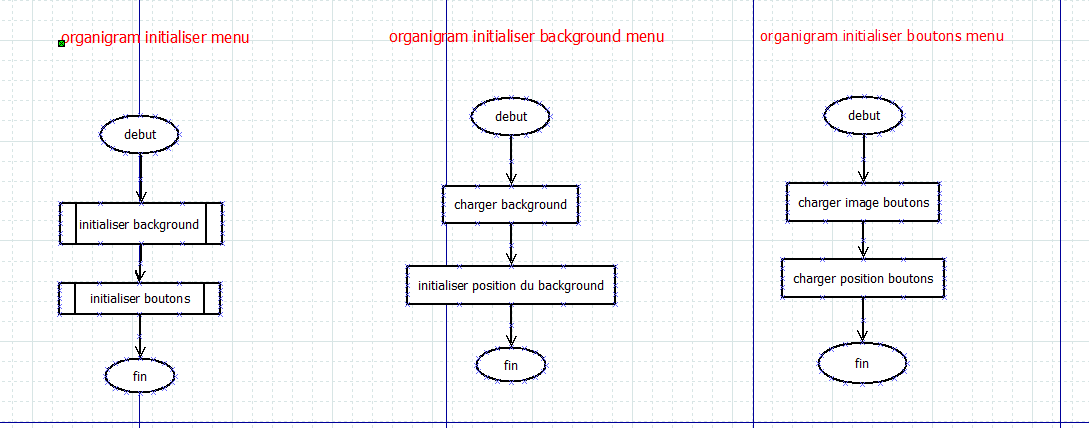 organigram initialiser menu
debut
initialiser background
initialiser boutons
fin
organigram initialiser background menu
debut
charger background
initialiser position du background
fin
organigram initialiser boutons menu
debut
charger image boutons
charger position boutons
fin